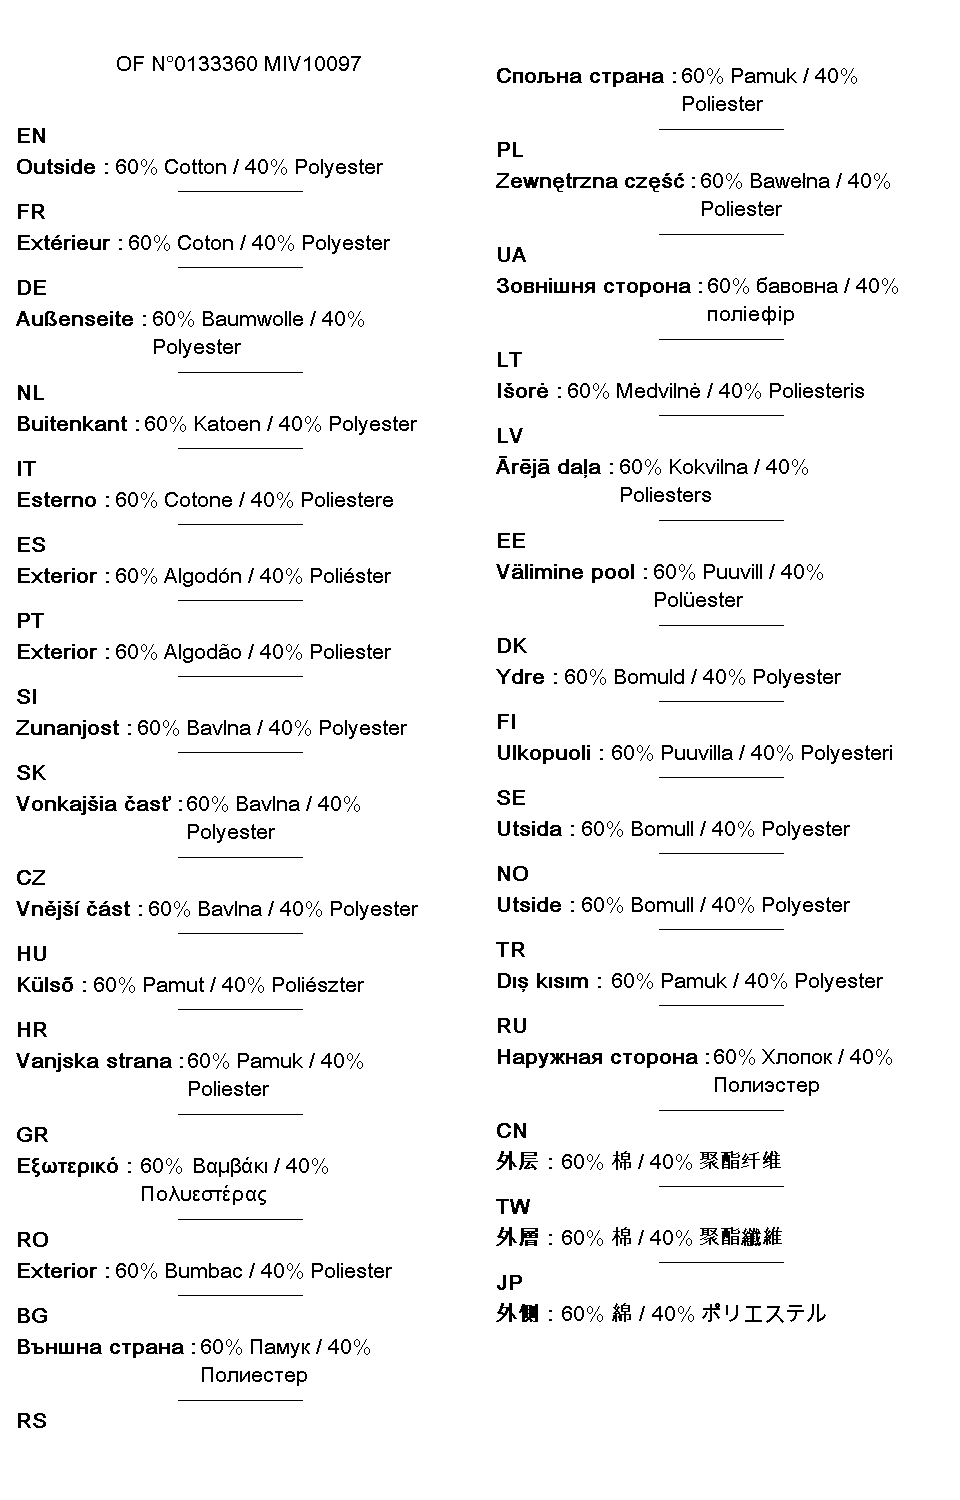 OF N°0133360 MIV10097
EN
Outside : 60% Cotton / 40% Polyester
FR
Extérieur : 60% Coton / 40% Polyester
DE
Außenseite : 60% Baumwolle / 40%
Polyester
NL
Buitenkant : 60% Katoen / 40% Polyester
IT
Esterno : 60% Cotone / 40% Poliestere
ES
Exterior : 60% Algodón / 40% Poliéster
PT
Exterior : 60% Algodão / 40% Poliester
SI
Zunanjost : 60% Bavlna / 40% Polyester
SK
Vonkajšia časť : 60% Bavlna / 40%
Polyester
CZ
Vnější část : 60% Bavlna / 40% Polyester
HU
Külső : 60% Pamut / 40% Poliészter
HR
Vanjska strana : 60% Pamuk / 40%
Poliester
GR
Εξωτερικό : 60% Βαμβάκι / 40%
Πολυεστέρας
RO
Exterior : 60% Bumbac / 40% Poliester
BG
Външна страна : 60% Памук / 40%
Полиестер
RS
Спољна страна : 60% Pamuk / 40%
Poliester
PL
Zewnętrzna część : 60% Bawełna / 40%
Poliester
UA
Зовнішня сторона : 60% бавовна / 40%
поліефір
LT
Išorė : 60% Medvilnė / 40% Poliesteris
LV
Ārējā daļa : 60% Kokvilna / 40%
Poliesters
EE
Välimine pool : 60% Puuvill / 40%
Polüester
DK
Ydre : 60% Bomuld / 40% Polyester
FI
Ulkopuoli : 60% Puuvilla / 40% Polyesteri
SE
Utsida : 60% Bomull / 40% Polyester
NO
Utside : 60% Bomull / 40% Polyester
TR
Dış kısım : 60% Pamuk / 40% Polyester
RU
Наружная сторона : 60% Хлопок / 40%
Полиэстер
CN
外层 : 60% 棉 / 40% 聚酯纤维
TW
外層 : 60% 棉 / 40% 聚酯纖維
JP
外側 : 60% 綿 / 40% ポリエステル